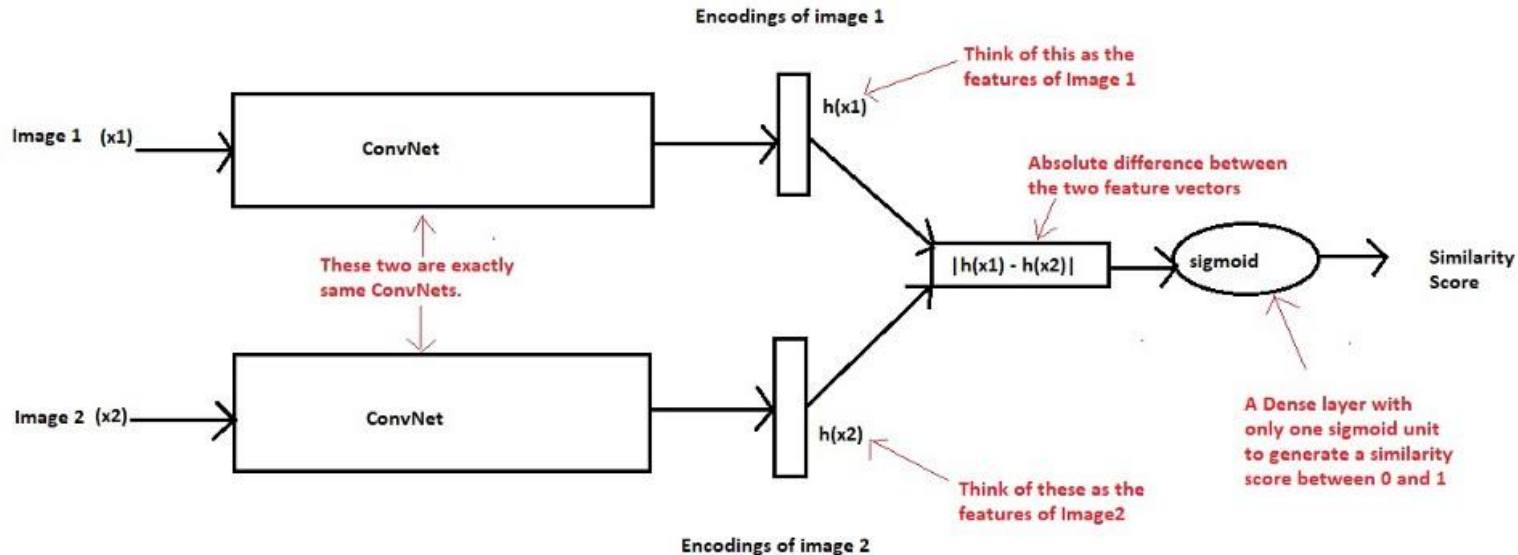 Encodings of image 1
Think of this as the
features of Image 1
h(x1)
Image 1 (x1)
ConvNet
Absolute difference between
the two feature vectors
These two are exactly
same ConvNets.
|h(x1) - h(x2)|
sigmoid
Similarity
Score
Image 2 (x2)
ConvNet
h(x2)
A Dense layer with
only one sigmoid unit
to generate a similarity
score between 0 and 1
Think of these as the
features of Image2
Encodings of image 2